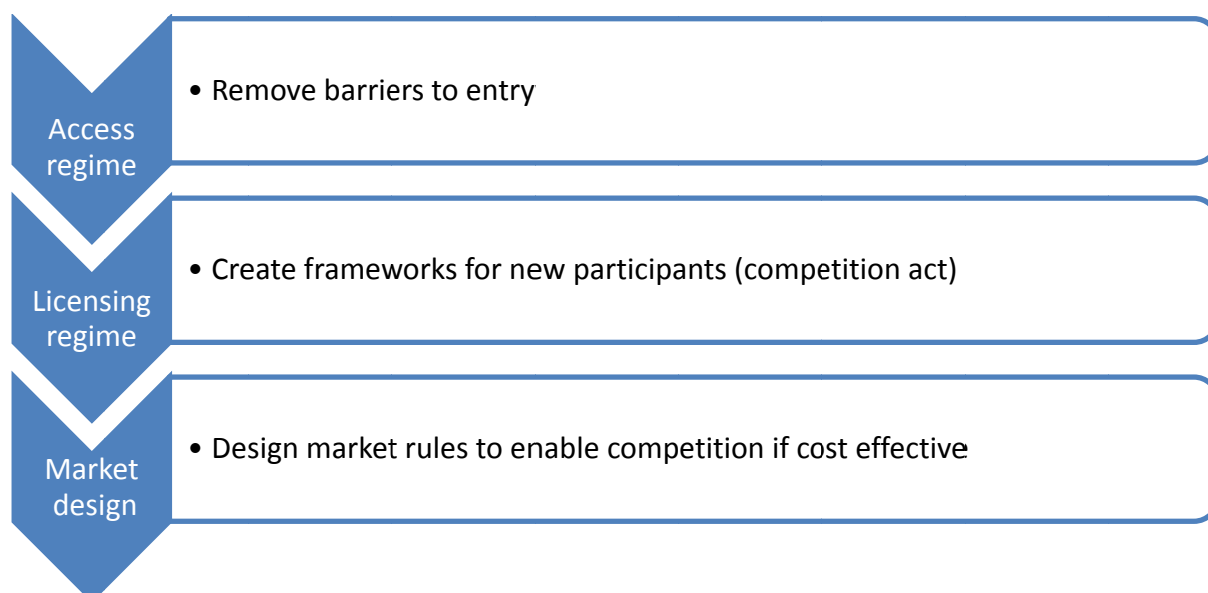 Access
regime
• Remove barriers to entry
Licensing
regime
• Create frameworks for new participants (competition act)
Market
design
• Design market rules to enable competition if cost effective